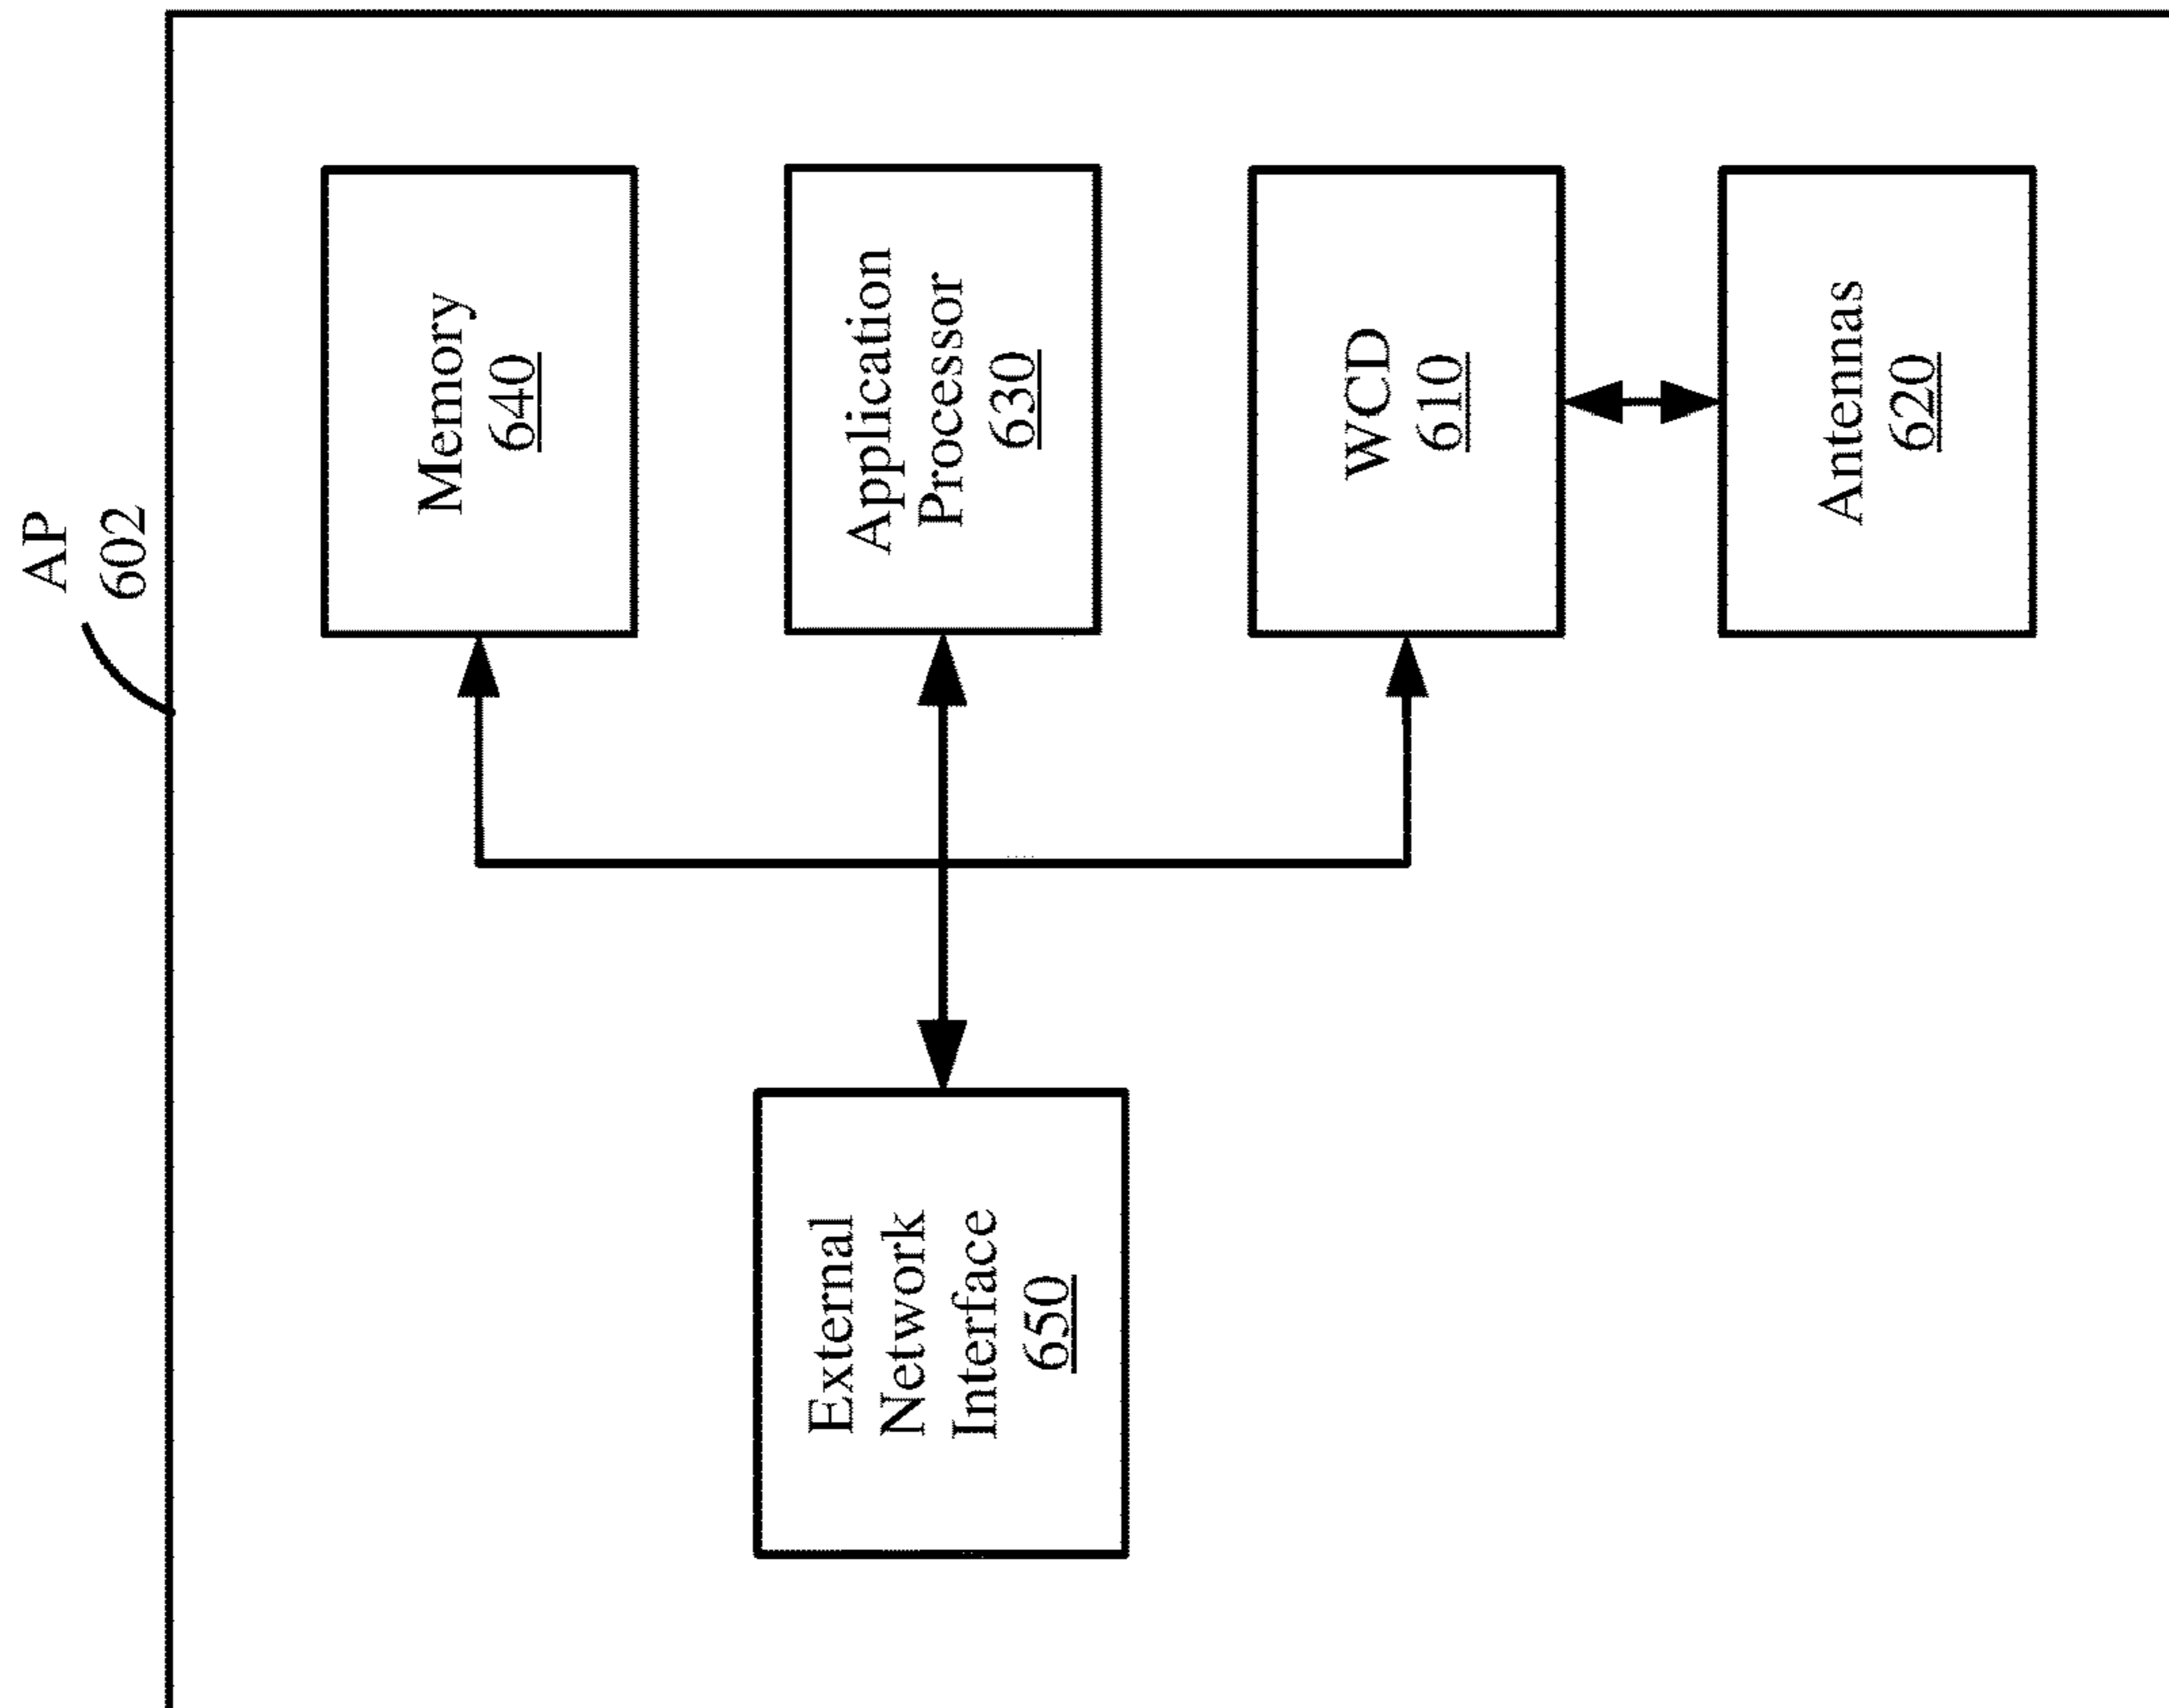 AP
602
Memory
640
Application
Processor
630
WCD
610
Antennas
620
External
Network
Interface
650